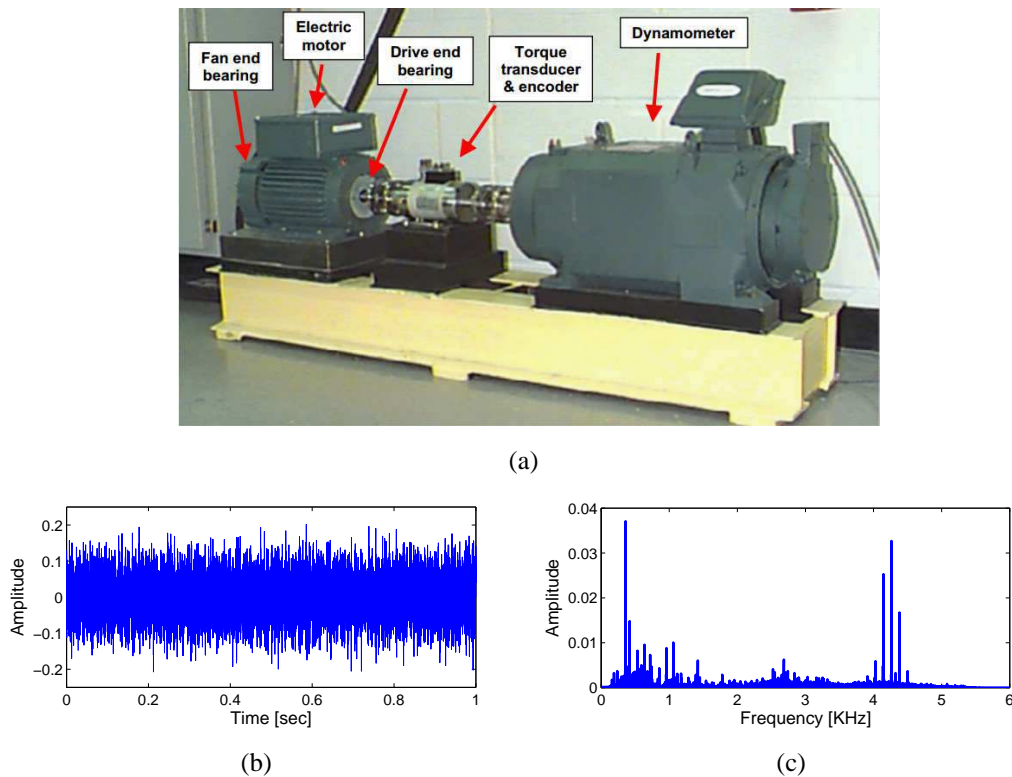 Electric
motor
Fan end
bearing
Drive end
bearing
Torque
transducer
& encoder
Dynamometer
(a)
0.2
0.1
0
−0.1
−0.2
Amplitude
0 0.2 0.4 0.6 0.8 1
Time [sec]
(b)
0.04
0.03
0.02
0.01
0
Amplitude
0 1 2 3 4 5 6
Frequency [KHz]
(c)